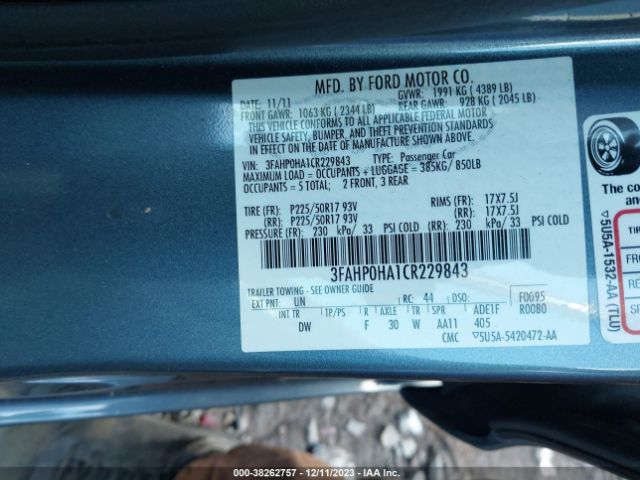 MFD. BY FORD MOTOR CO.
DATE: 11/11 GVWR: 1991 KG ( 4389 LB)
FRONT GAWR: 1063 KG ( 2344 LB) REAR GAWR: 928 KG ( 2045 LB)
THIS VEHICLE CONFORMS TO ALL APPLICABLE FEDERAL MOTOR
VEHICLE SAFETY, BUMPER, AND THEFT PREVENTION STANDARDS
IN EFFECT ON THE DATE OF MANUFACTURE SHOWN ABOVE.
VIN: 3FAHP0HA1CR229843 TYPE: Passenger Car
MAXIMUM LOAD = OCCUPANTS + LUGGAGE = 385KG/ 850LB
OCCUPANTS = 5 TOTAL; 2 FRONT, 3 REAR
TIRE (FR): P225/50R17 93V RIMS (FR): 17X7.5J
(RR): P225/50R17 93V (RR): 17X7.5J
PRESSURE (FR): 230 kPa/ 33 PSI COLD (RR): 230 kPa/ 33 PSI COLD
3FAHP0HA1CR229843
TRAILER TOWING - SEE OWNER GUIDE
EXT PNT: UN RC: 44 DSO: F0095
R0080
INT TR TP/PS R AXLE TR SPR ADE1F
DW F 30 W AA11 405
CMC ▽5U5A-5420472-AA
The co
an
TIR
FRO
RE
SP
▽5U5A-1532-AA (TLU)
000-38262757 - 12/11/2023 - IAA Inc.